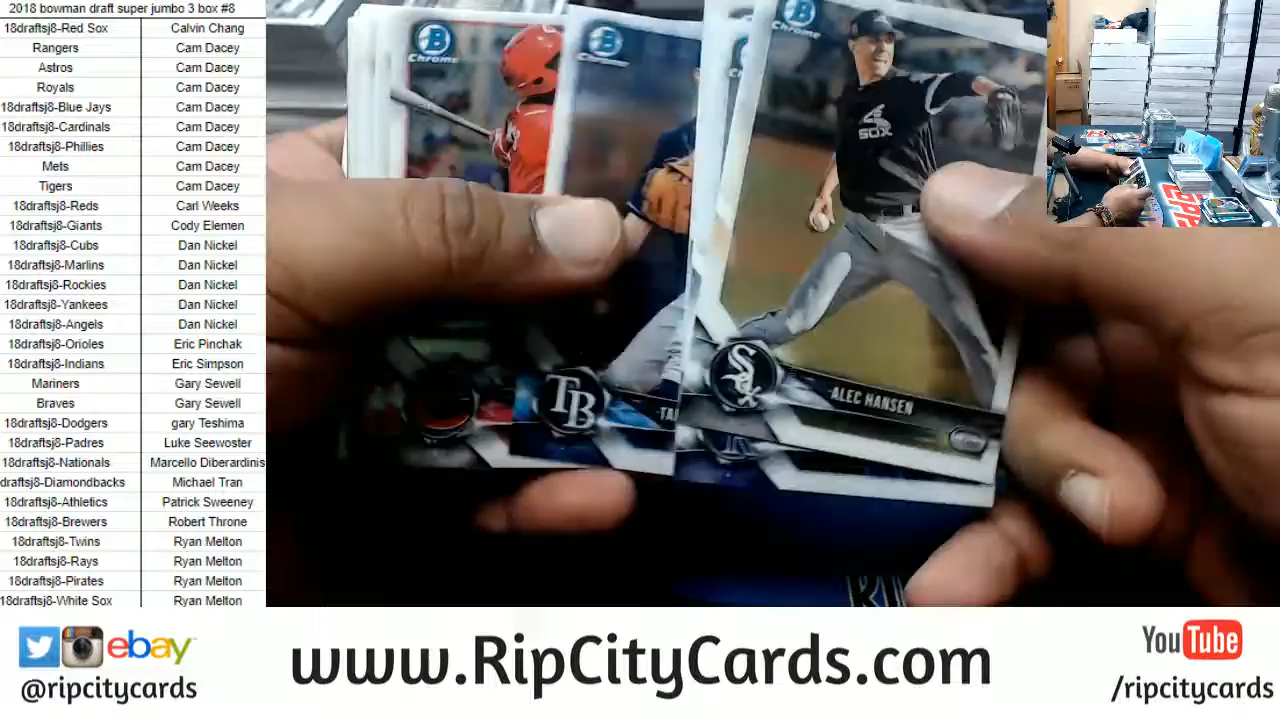 2018 bowman draft super jumbo 3 box #8
18draftsj8-Red Sox Calvin Chang
Rangers Cam Dacey
Astros Cam Dacey
Royals Cam Dacey
18draftsj8-Blue Jays Cam Dacey
18draftsj8-Cardinals Cam Dacey
18draftsj8-Phillies Cam Dacey
Mets Cam Dacey
Tigers Cam Dacey
18draftsj8-Reds Carl Weeks
18draftsj8-Giants Cody Elemen
18draftsj8-Cubs Dan Nickel
18draftsj8-Marlins Dan Nickel
18draftsj8-Rockies Dan Nickel
18draftsj8-Yankees Dan Nickel
18draftsj8-Angels Dan Nickel
18draftsj8-Orioles Eric Pinchak
18draftsj8-Indians Eric Simpson
Mariners Gary Sewell
Braves Gary Sewell
18draftsj8-Dodgers gary Teshima
18draftsj8-Padres Luke Seewoster
18draftsj8-Nationals Marcello Diberardinis
draftsj8-Diamondbacks Michael Tran
18draftsj8-Athletics Patrick Sweeney
18draftsj8-Brewers Robert Throne
18draftsj8-Twins Ryan Melton
18draftsj8-Rays Ryan Melton
18draftsj8-Pirates Ryan Melton
18draftsj8-White Sox Ryan Melton
B Chrome
B Chrome
B Chrome
SOX
TB
SOX
ALEC HANSEN
ebay
@ripcitycards
www.RipCityCards.com
YouTube
/ripcitycards